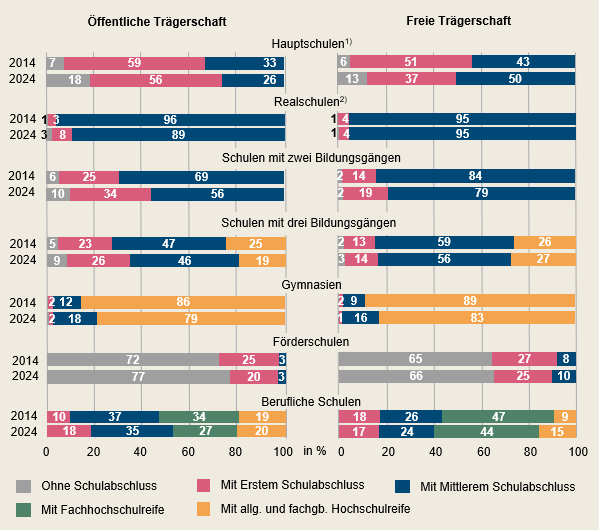 Öffentliche Trägerschaft Freie Trägerschaft
Hauptschulen1)
2014 7 59 33 6 51 43
2024 18 56 26 13 37 50
Realschulen2)
2014 1 3 96 1 4 95
2024 3 8 89 1 4 95
Schulen mit zwei Bildungsgängen
2014 6 25 69 2 14 84
2024 10 34 56 2 19 79
Schulen mit drei Bildungsgängen
2014 5 23 47 25 2 13 59 26
2024 9 26 46 19 3 14 56 27
Gymnasien
2014 2 12 86 2 9 89
2024 2 18 79 1 16 83
Förderschulen
2014 72 25 3 65 27 8
2024 77 20 3 66 25 10
Berufliche Schulen
2014 10 37 34 19 18 26 47 9
2024 18 35 27 20 17 24 44 15
0 20 40 60 80 100 in % 0 20 40 60 80 100
Ohne Schulabschluss Mit Erstem Schulabschluss Mit Mittlerem Schulabschluss
Mit Fachhochschulreife Mit allg. und fachgb. Hochschulreife